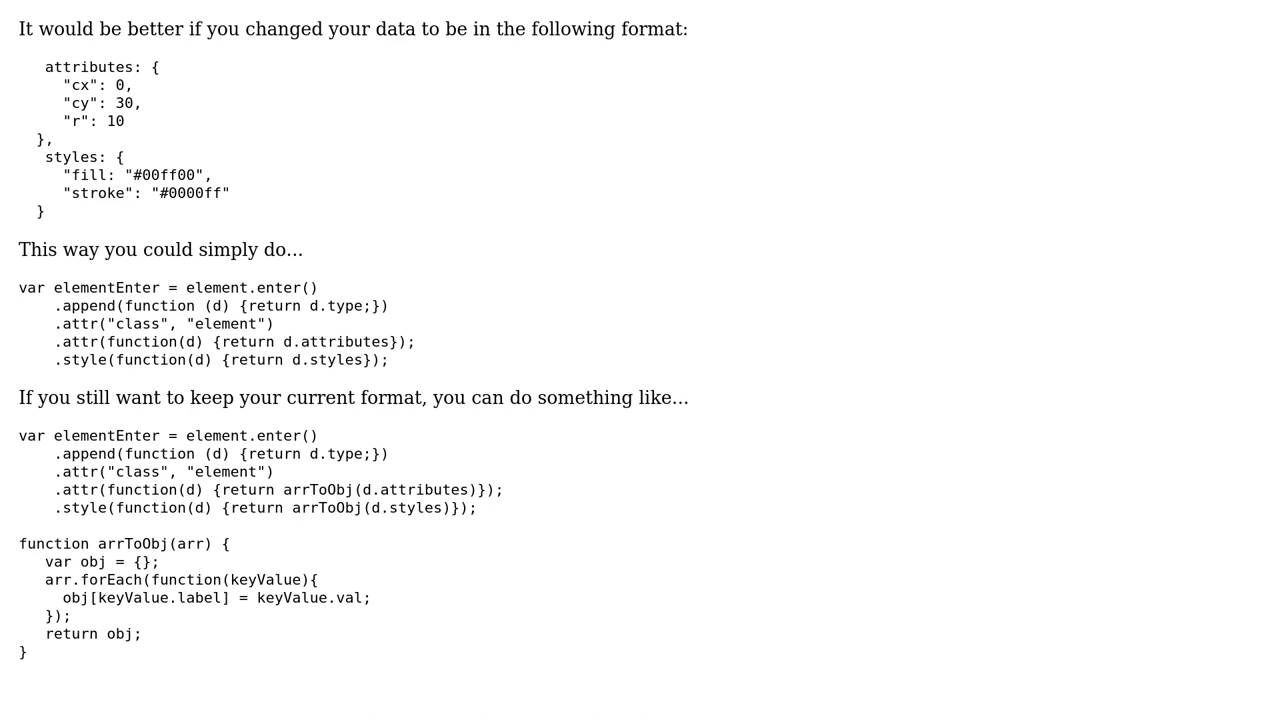 It would be better if you changed your data to be in the following format:
   attributes: {
     "cx": 0,
     "cy": 30,
     "r": 10
  },
   styles: {
     "fill: "#00ff00",
     "stroke": "#0000ff"
  }
This way you could simply do...
var elementEnter = element.enter()
    .append(function (d) {return d.type;})
    .attr("class", "element")
    .attr(function(d) {return d.attributes});
    .style(function(d) {return d.styles});
If you still want to keep your current format, you can do something like...
var elementEnter = element.enter()
    .append(function (d) {return d.type;})
    .attr("class", "element")
    .attr(function(d) {return arrToObj(d.attributes)});
    .style(function(d) {return arrToObj(d.styles)});
function arrToObj(arr) {
   var obj = {};
   arr.forEach(function(keyValue){
     obj[keyValue.label] = keyValue.val;
   });
   return obj;
}